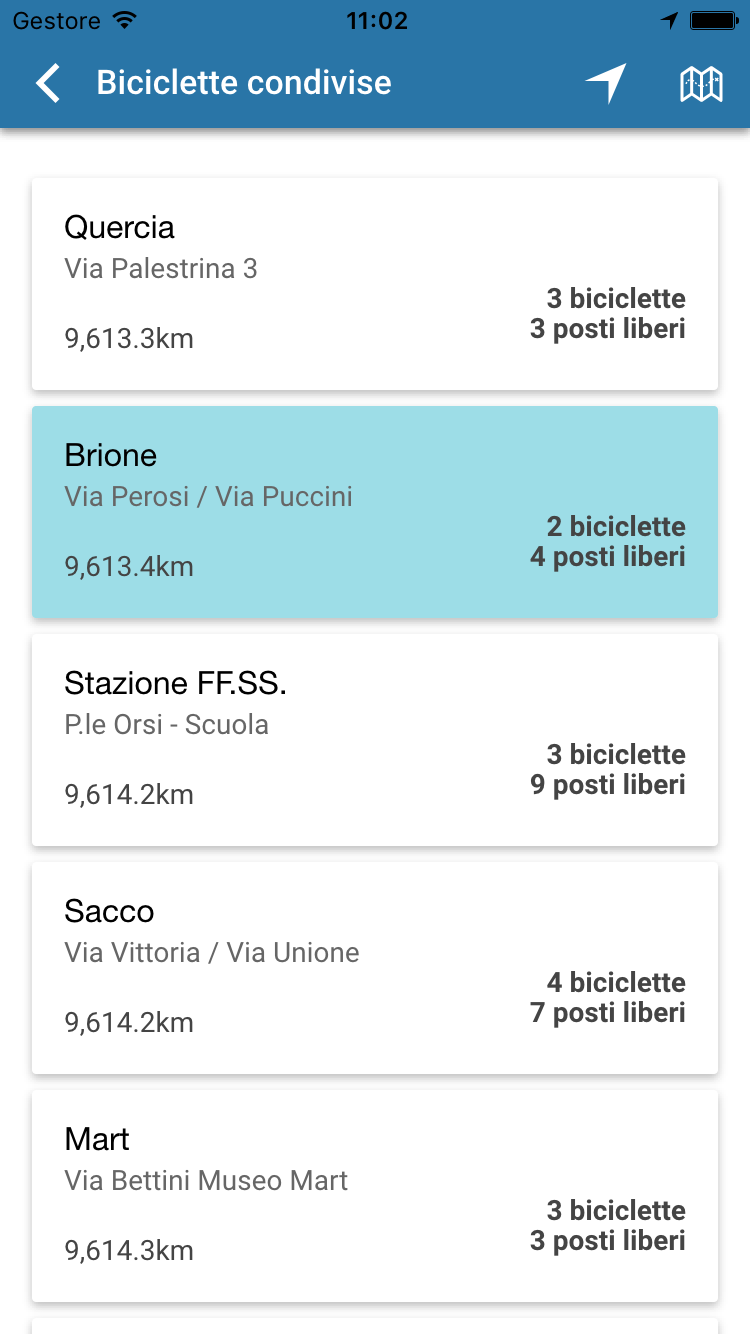 Gestore 11:02
Biciclette condivise
Quercia
Via Palestrina 3
3 biciclette
3 posti liberi
9,613.3km
Brione
Via Perosi / Via Puccini
2 biciclette
4 posti liberi
9,613.4km
Stazione FF.SS.
P.le Orsi - Scuola
3 biciclette
9 posti liberi
9,614.2km
Sacco
Via Vittoria / Via Unione
4 biciclette
7 posti liberi
9,614.2km
Mart
Via Bettini Museo Mart
3 biciclette
3 posti liberi
9,614.3km